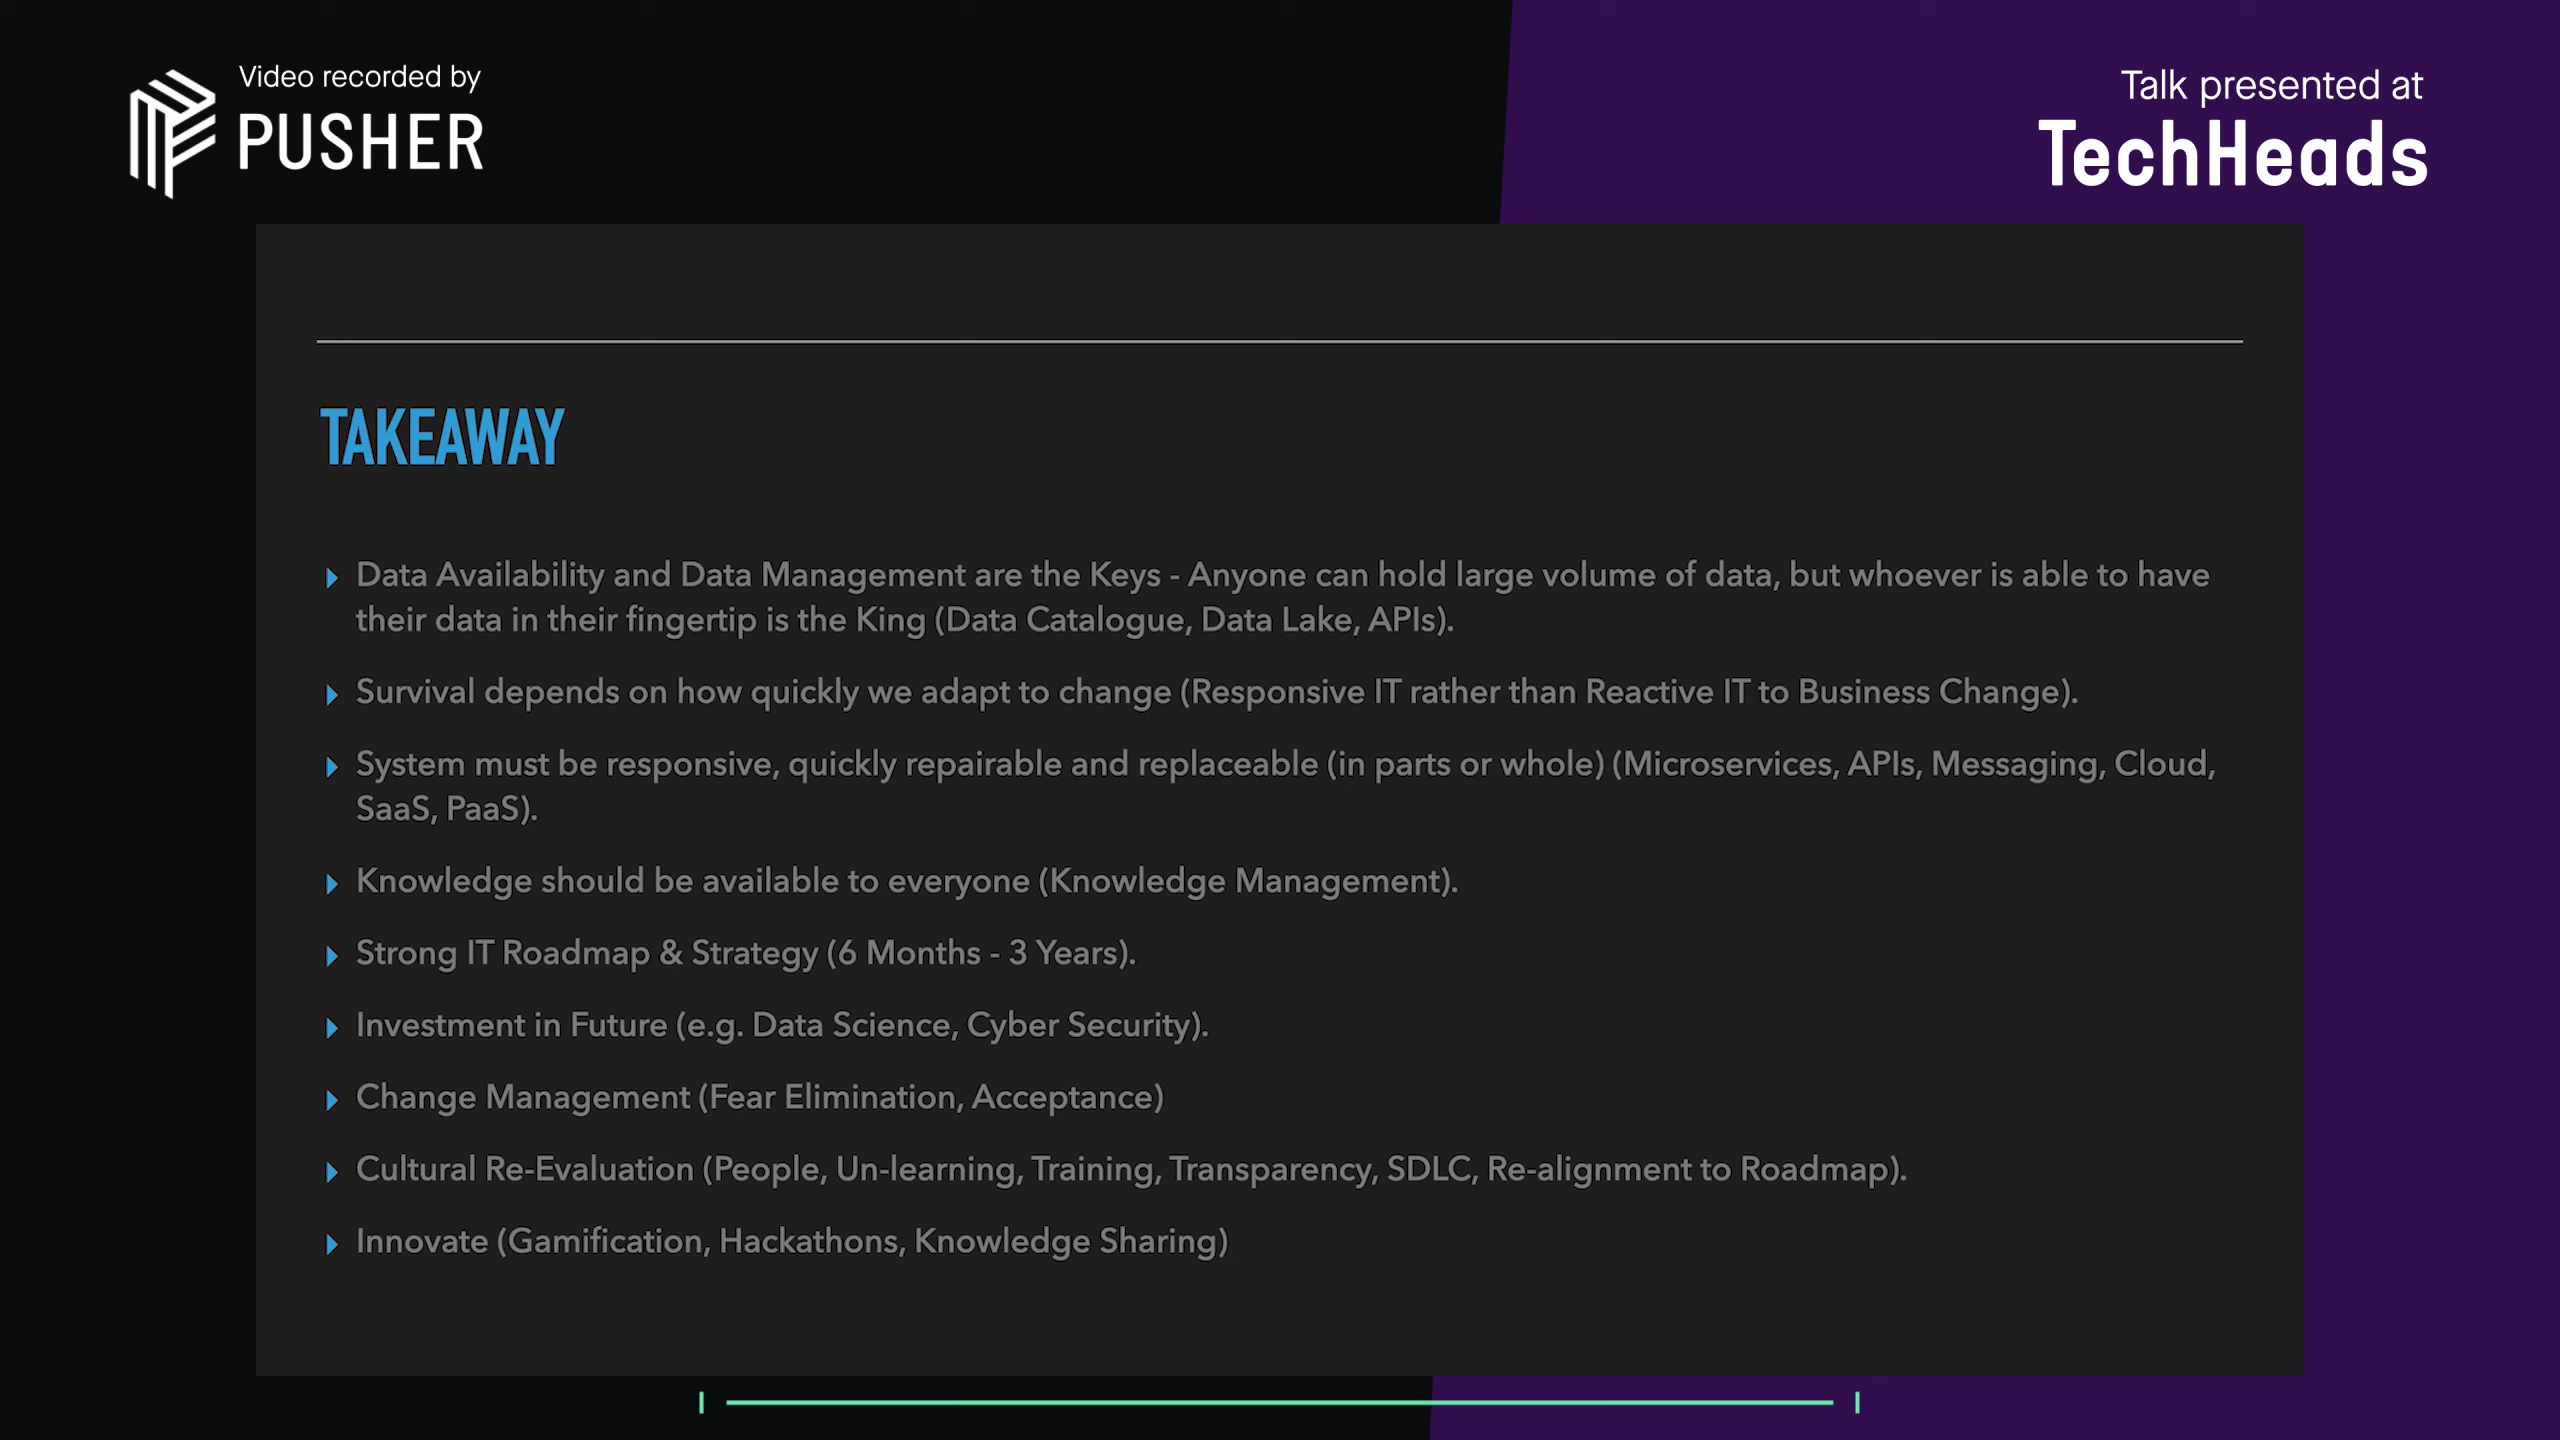 Video recorded by
PUSHER
Talk presented at
TechHeads
TAKEAWAY
Data Availability and Data Management are the Keys - Anyone can hold large volume of data, but whoever is able to have
their data in their fingertip is the King (Data Catalogue, Data Lake, APIs).
Survival depends on how quickly we adapt to change (Responsive IT rather than Reactive IT to Business Change).
System must be responsive, quickly repairable and replaceable (in parts or whole) (Microservices, APIs, Messaging, Cloud,
SaaS, PaaS).
Knowledge should be available to everyone (Knowledge Management).
Strong IT Roadmap & Strategy (6 Months - 3 Years).
Investment in Future (e.g. Data Science, Cyber Security).
Change Management (Fear Elimination, Acceptance)
Cultural Re-Evaluation (People, Un-learning, Training, Transparency, SDLC, Re-alignment to Roadmap).
Innovate (Gamification, Hackathons, Knowledge Sharing)